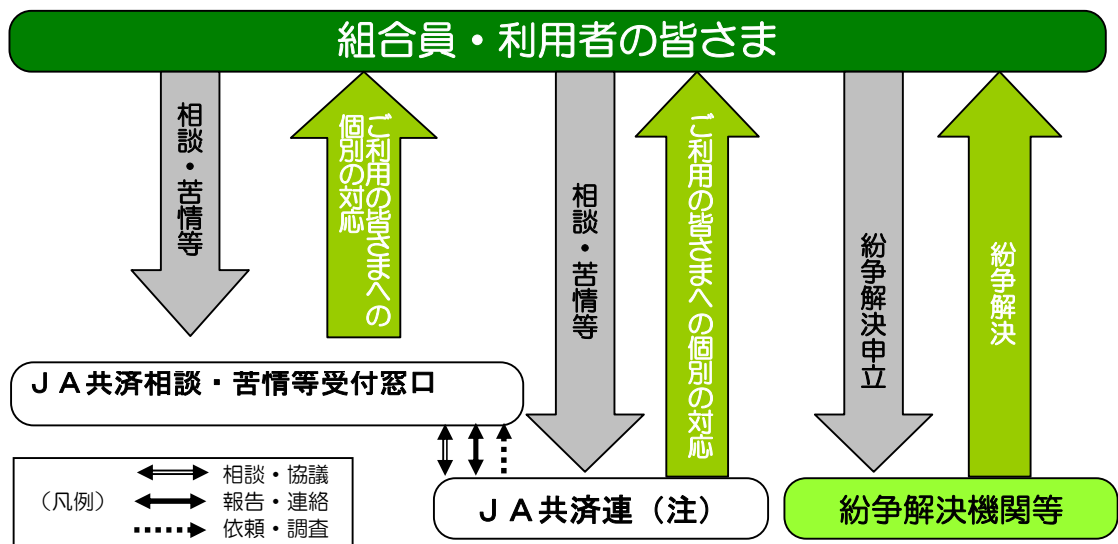 組合員・利用者の皆さま
相談・苦情等
ご利用の皆さまへの
個別の対応
相談・苦情等
ご利用の皆さまへの個別の対応
紛争解決申立
紛争解決
ＪＡ共済相談・苦情等受付窓口
ＪＡ共済連（注）
紛争解決機関等
（凡例）
相談・協議
報告・連絡
依頼・調査